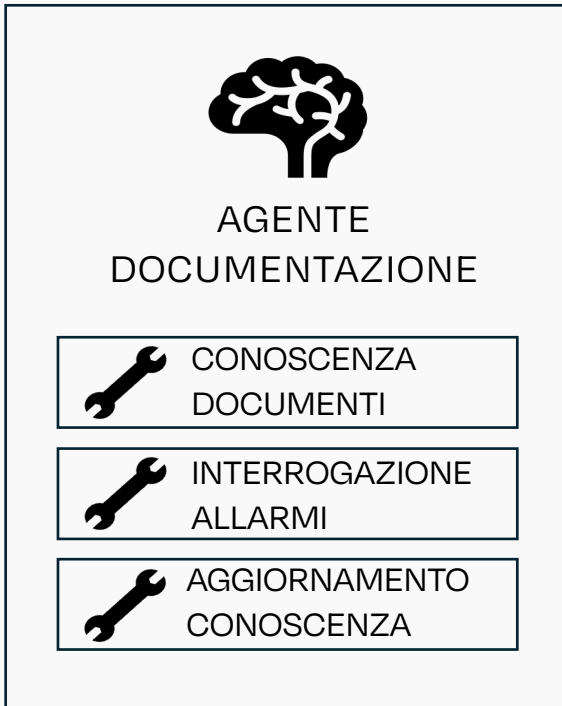 AGENTE
DOCUMENTAZIONE
CONOSCENZA
DOCUMENTI
INTERROGAZIONE
ALLARMI
AGGIORNAMENTO
CONOSCENZA